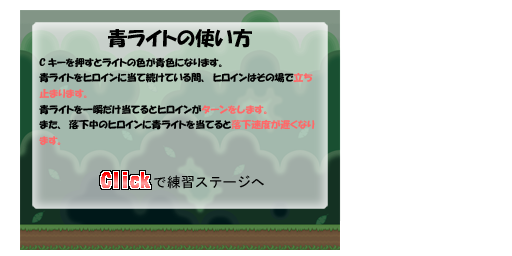 青ライトの使い方
C キーを押すとライトの色が青色になります。
青ライトをヒロインに当て続けている間、ヒロインはその場で立ち
止まります。
青ライトを一瞬だけ当てるとヒロインがターンをします。
また、落下中のヒロインに青ライトを当てると落下速度が遅くなり
ます。
Clickで練習ステージへ